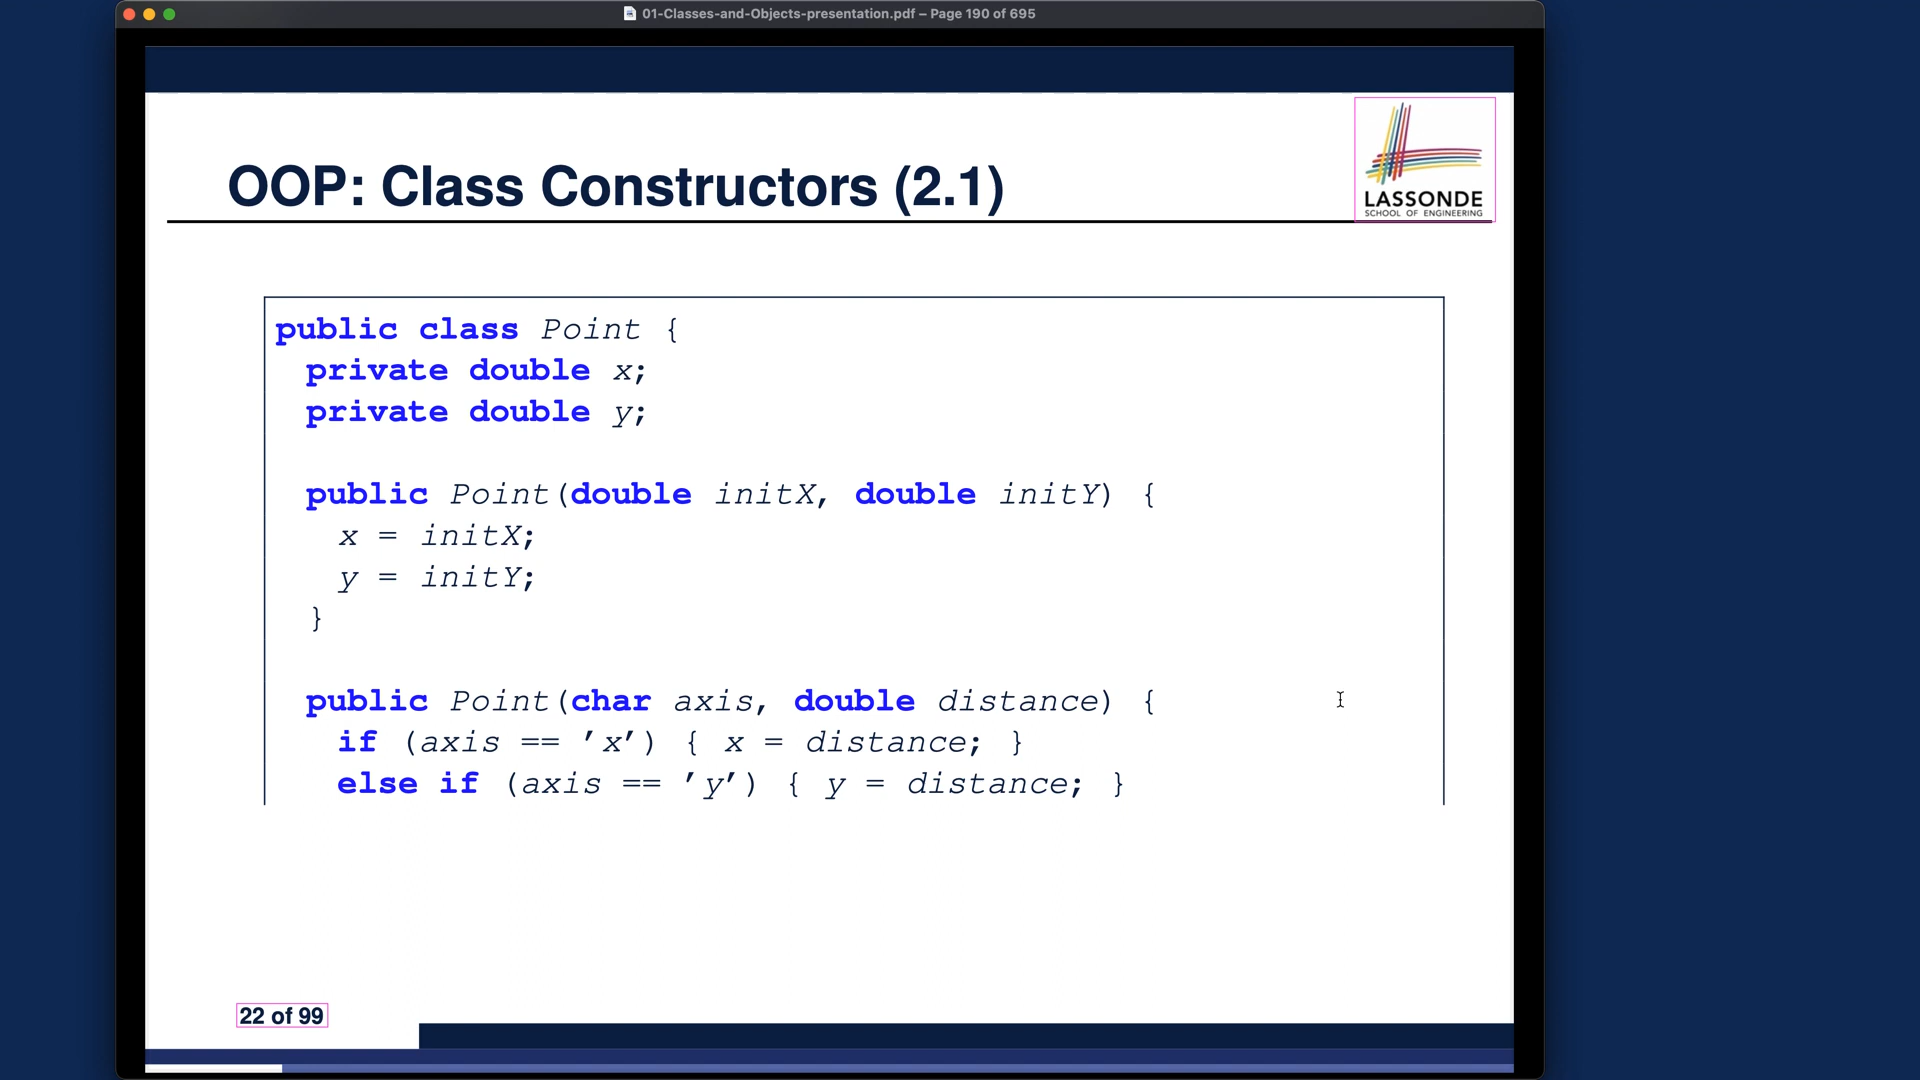 01-Classes-and-Objects-presentation.pdf – Page 190 of 695
OOP: Class Constructors (2.1)
LASSONDE
SCHOOL OF ENGINEERING
public class Point {
private double x;
private double y;
public Point(double initX, double initY) {
x = initX;
y = initY;
}
public Point(char axis, double distance) {
if (axis == ’x’) { x = distance; }
else if (axis == ’y’) { y = distance; }
22 of 99